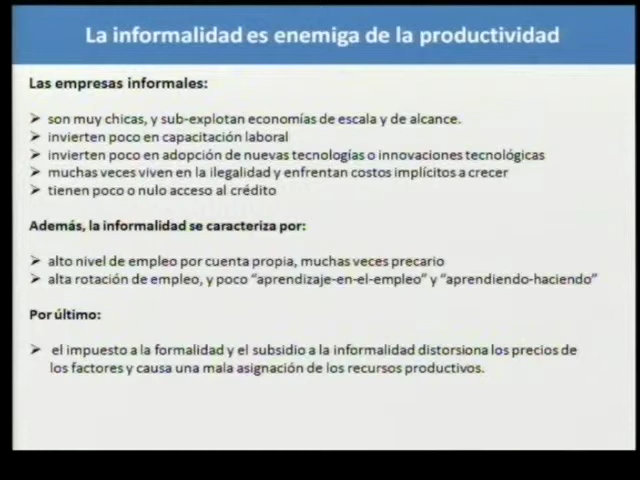 La informalidad es enemiga de la productividad
Las empresas informales:
➢ son muy chicas, y sub-explotan economías de escala y de alcance.
➢ invierten poco en capacitación laboral
➢ invierten poco en adopción de nuevas tecnologías o innovaciones tecnológicas
➢ muchas veces viven en la ilegalidad y enfrentan costos implícitos a crecer
➢ tienen poco o nulo acceso al crédito
Además, la informalidad se caracteriza por:
➢ alto nivel de empleo por cuenta propia, muchas veces precario
➢ alta rotación de empleo, y poco “aprendizaje-en-el-empleo” y “aprendiendo-haciendo”
Por último:
➢ el impuesto a la formalidad y el subsidio a la informalidad distorsiona los precios de
los factores y causa una mala asignación de los recursos productivos.